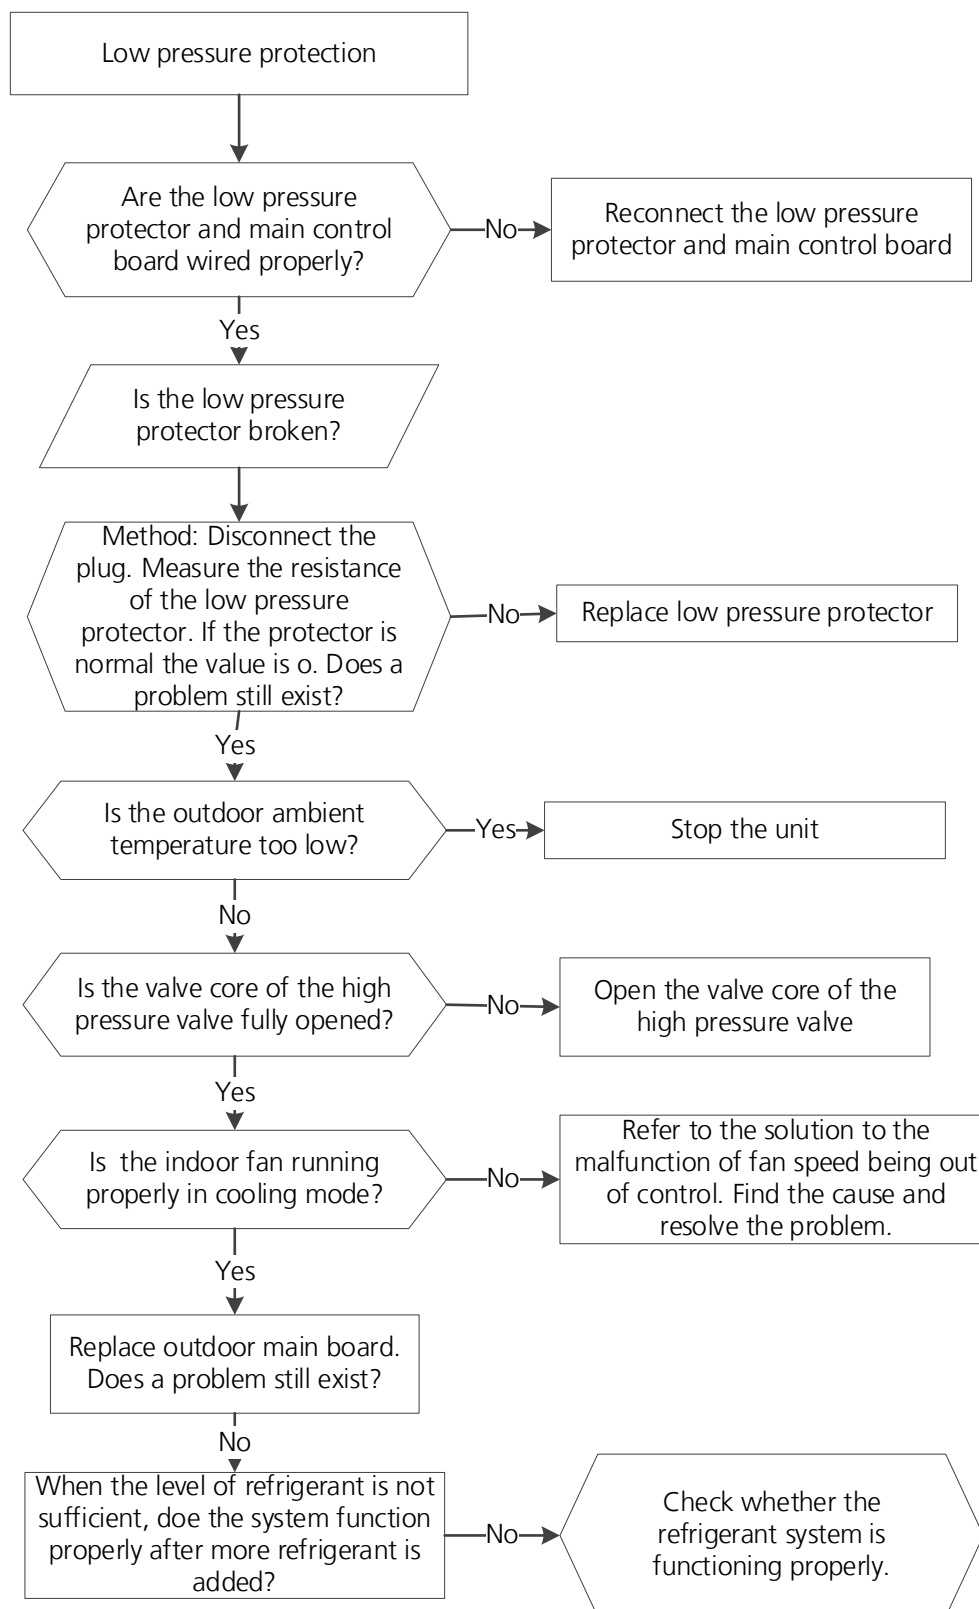 Low pressure protection
Are the low pressure
protector and main control
board wired properly?
No
Reconnect the low pressure
protector and main control board
Yes
Is the low pressure
protector broken?
Method: Disconnect the
plug. Measure the resistance
of the low pressure
protector. If the protector is
normal the value is o. Does a
problem still exist?
No
Replace low pressure protector
Yes
Is the outdoor ambient
temperature too low?
Yes
Stop the unit
No
Is the valve core of the high
pressure valve fully opened?
No
Open the valve core of the
high pressure valve
Yes
Is the indoor fan running
properly in cooling mode?
No
Refer to the solution to the
malfunction of fan speed being out
of control. Find the cause and
resolve the problem.
Yes
Replace outdoor main board.
Does a problem still exist?
No
When the level of refrigerant is not
sufficient, doe the system function
properly after more refrigerant is
added?
No
Check whether the
refrigerant system is
functioning properly.